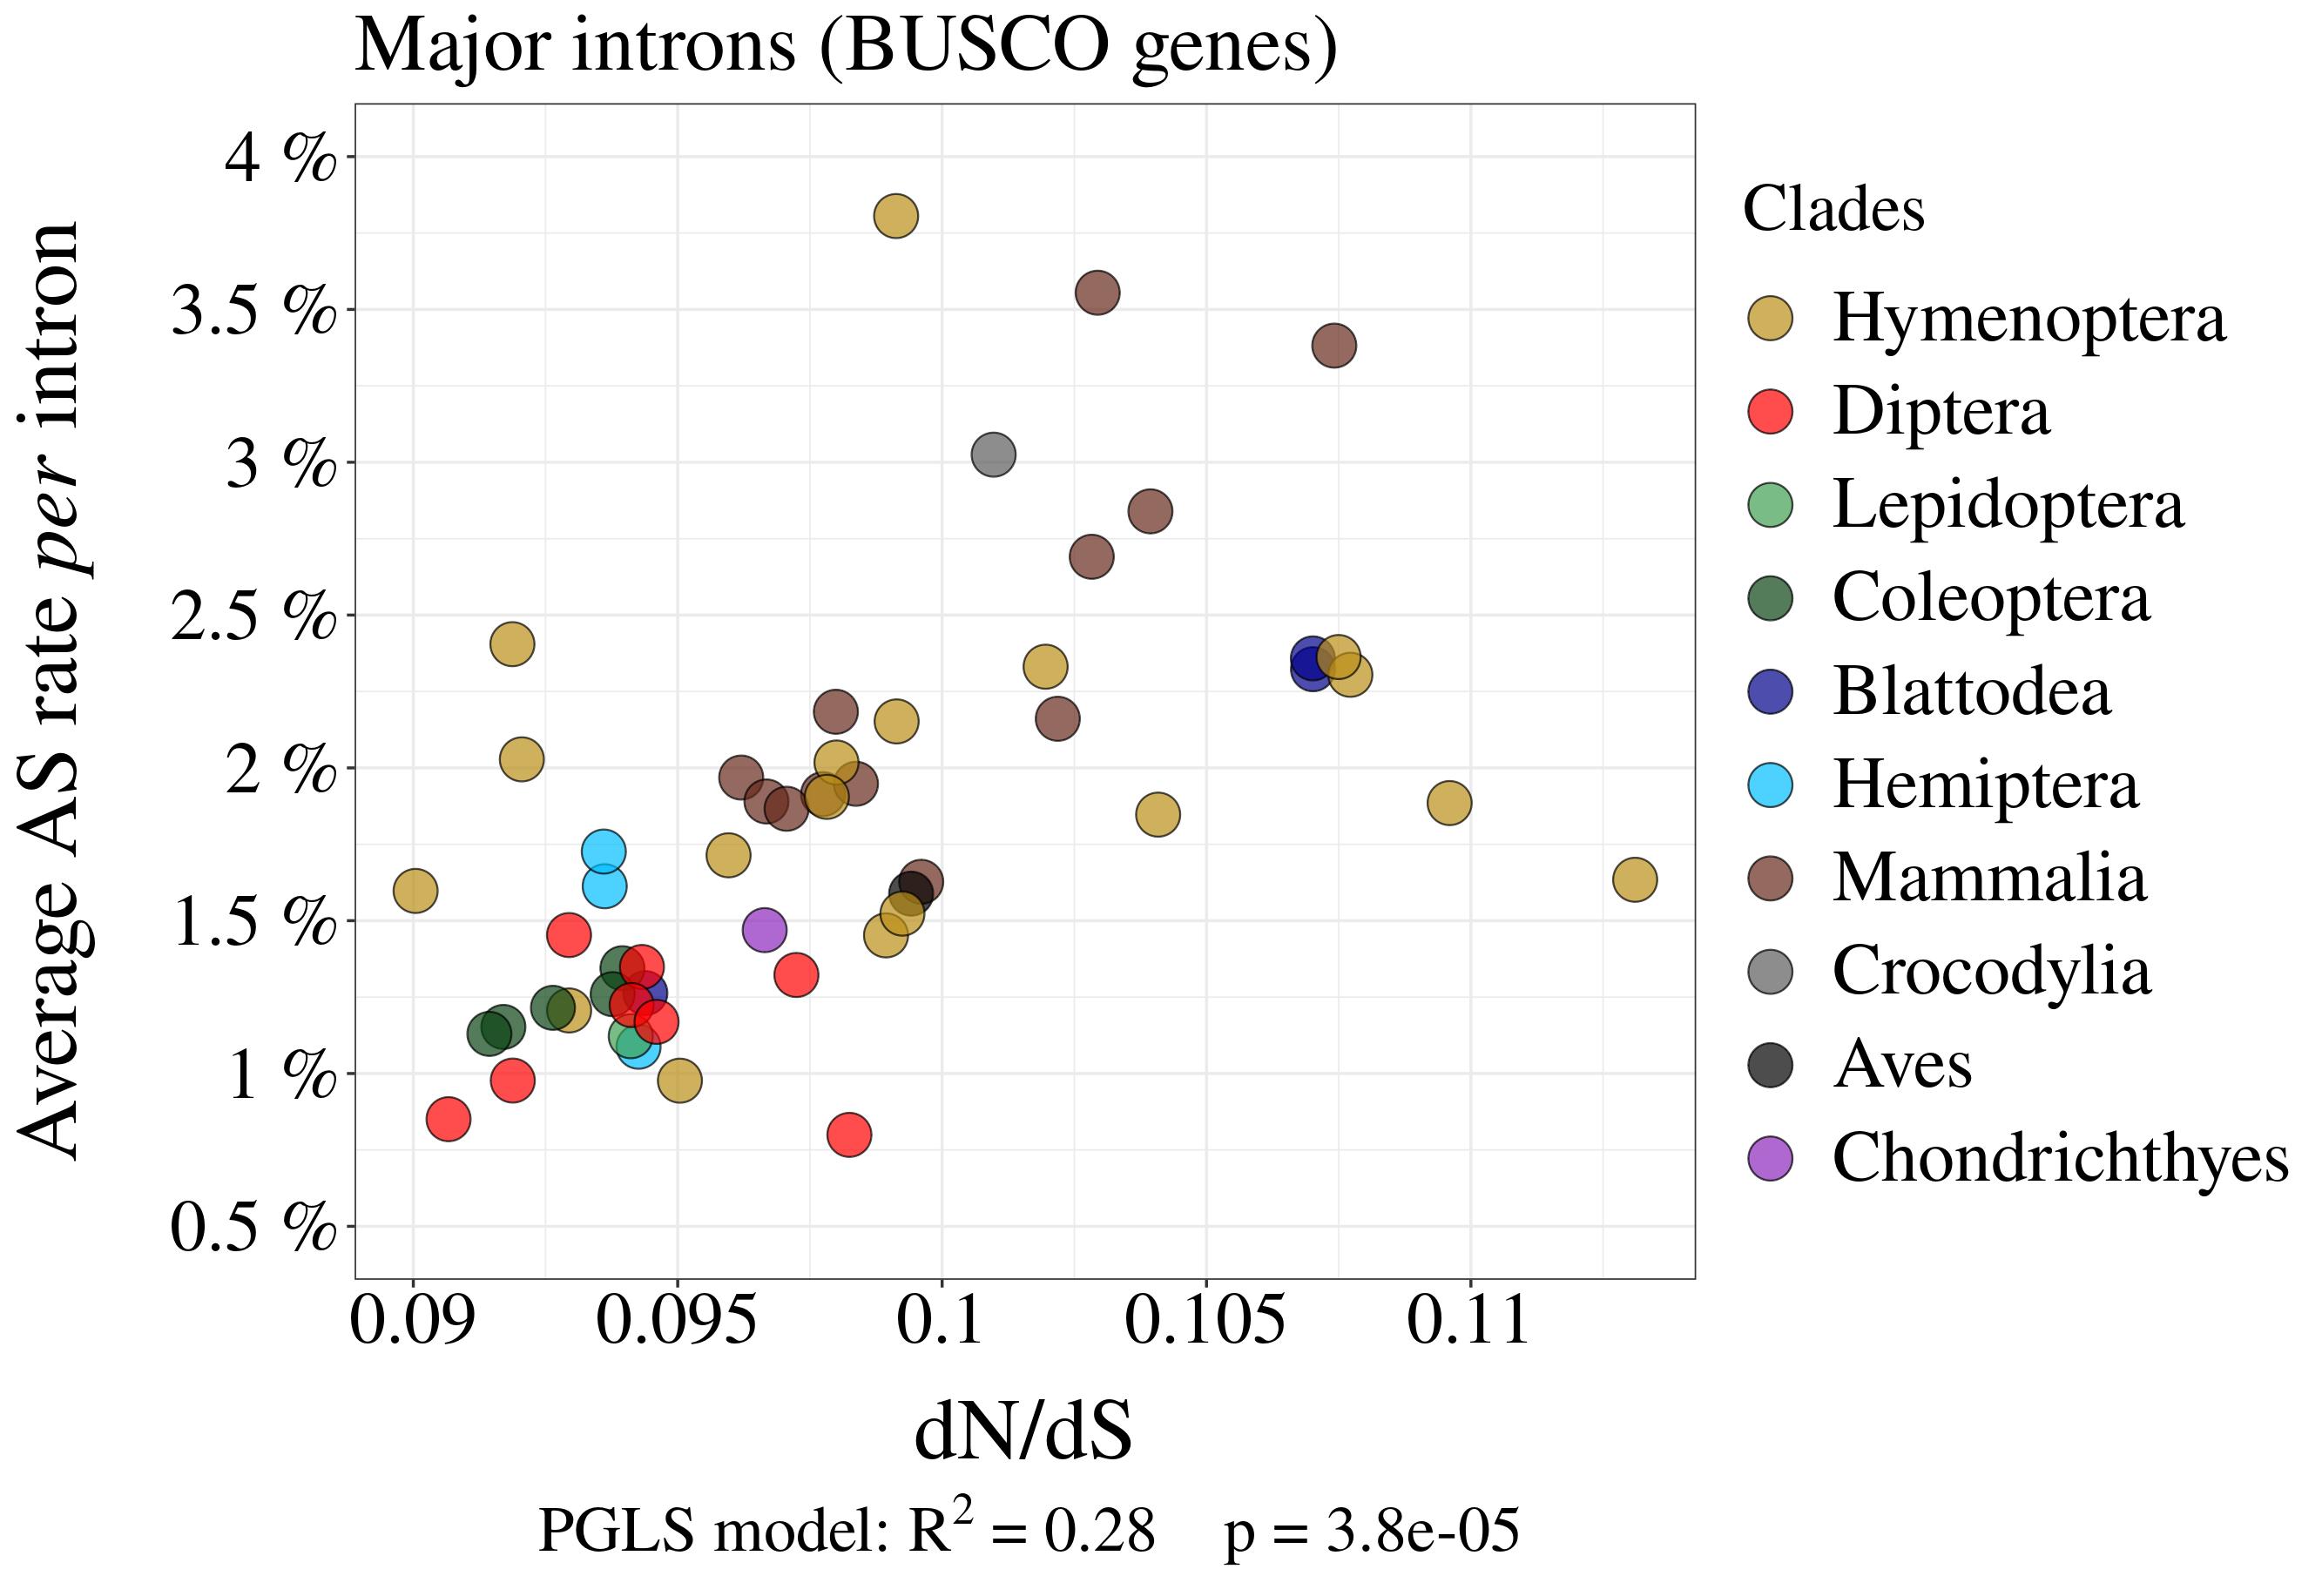 Major introns (BUSCO genes)
Average AS rate per intron
4 %
3.5 %
3 %
2.5 %
2 %
1.5 %
1 %
0.5 %
0.09 0.095 0.1 0.105 0.11
dN/dS
PGLS model: R² = 0.28 p = 3.8e-05
Clades
Hymenoptera
Diptera
Lepidoptera
Coleoptera
Blattodea
Hemiptera
Mammalia
Crocodylia
Aves
Chondrichthyes